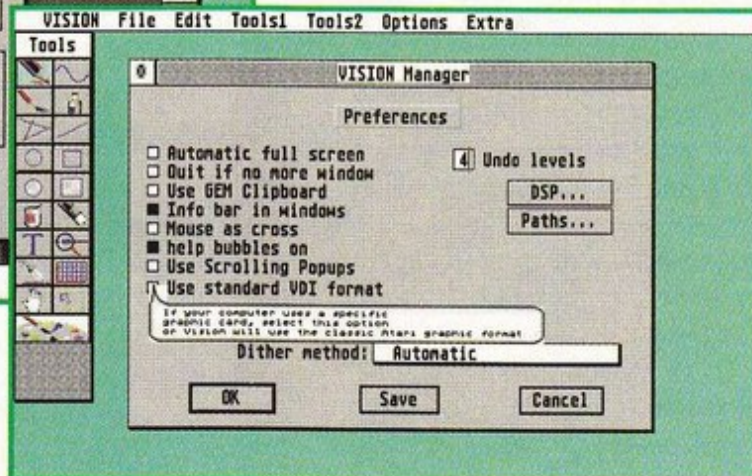 VISION File Edit Tools1 Tools2 Options Extra
Tools
VISION Manager
Preferences
Automatic full screen
Quit if no more window
Use GEM Clipboard
Info bar in windows
Mouse as cross
help bubbles on
Use Scrolling Popups
Use standard VDI format
4 Undo levels
DSP...
Paths...
If your computer uses a specific
graphic card, select this option
or Vision will use the classic Atari graphic format
Dither method: Automatic
OK Save Cancel